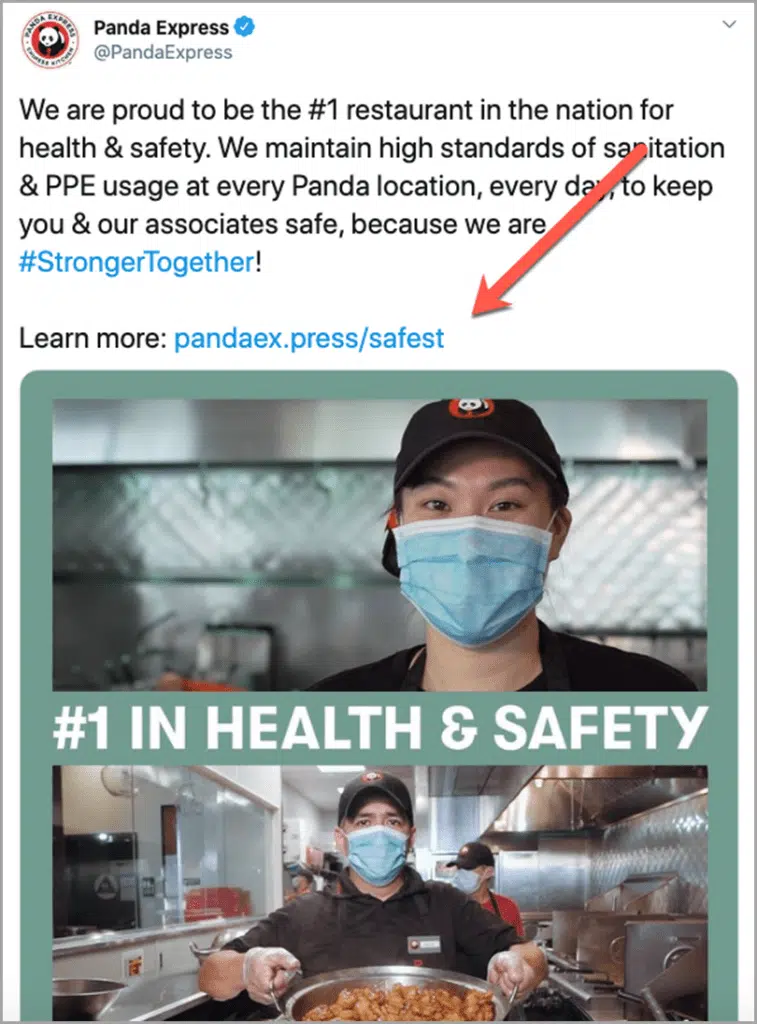 PANDA EXPRESS
CHINESE KITCHEN
Panda Express
@PandaExpress
We are proud to be the #1 restaurant in the nation for
health & safety. We maintain high standards of sanitation
& PPE usage at every Panda location, every day, to keep
you & our associates safe, because we are
#StrongerTogether!
Learn more: pandaex.press/safest
#1 IN HEALTH & SAFETY